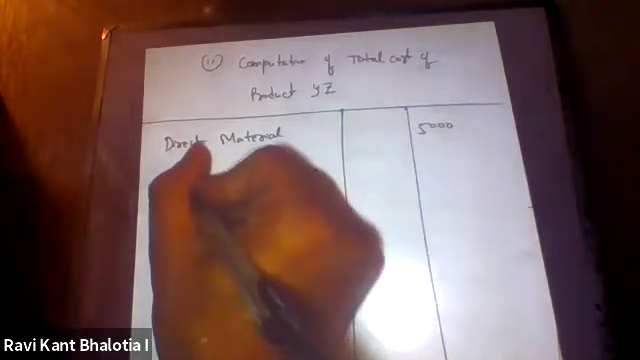 (ii) Computation of Total cost of
Product YZ
Direct Material 5000
Ravi Kant Bhalotia I